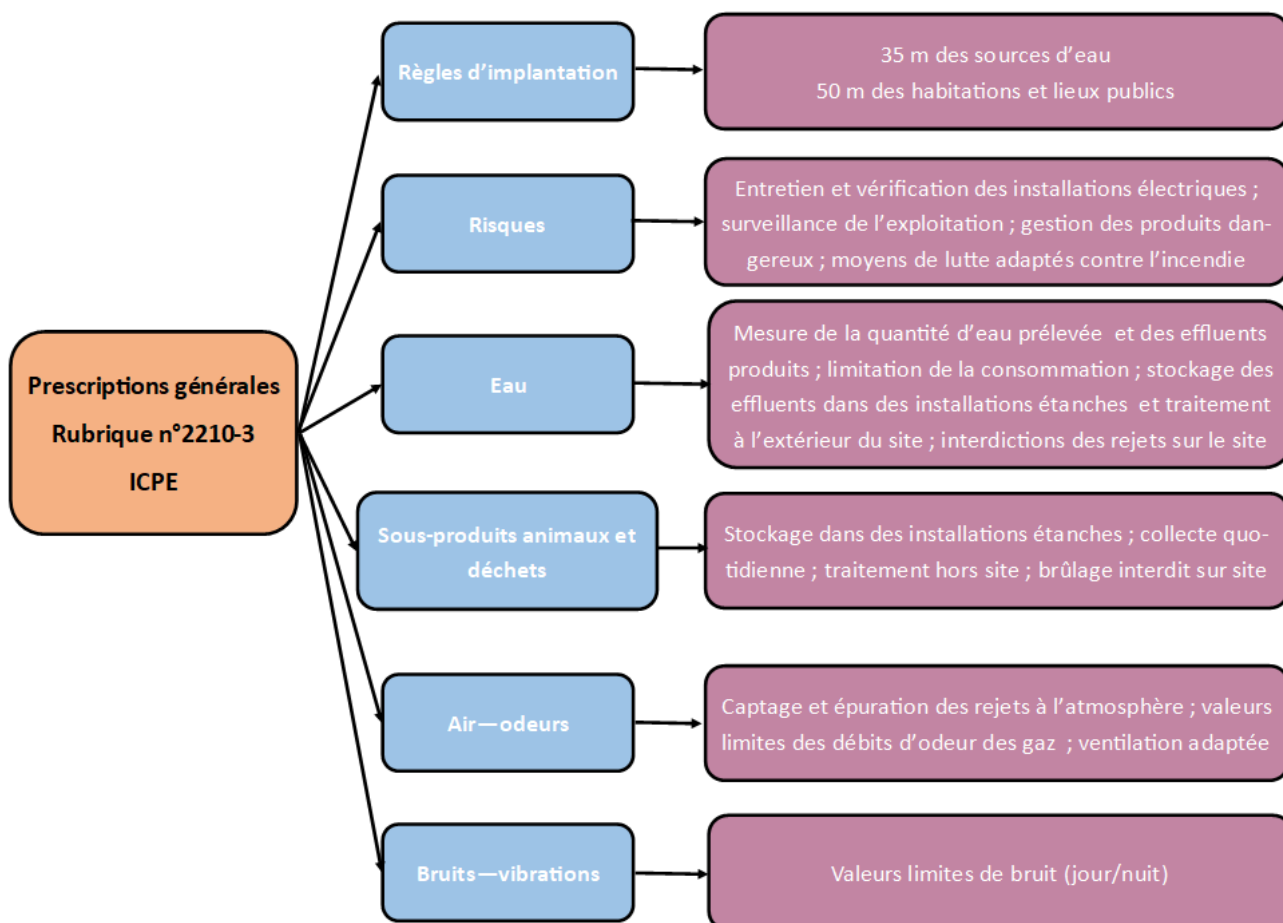 Règles d’implantation
35 m des sources d’eau
50 m des habitations et lieux publics
Risques
Entretien et vérification des installations électriques ;
surveillance de l’exploitation ; gestion des produits dan-
gereux ; moyens de lutte adaptés contre l’incendie
Prescriptions générales
Rubrique n°2210-3
ICPE
Eau
Mesure de la quantité d’eau prélevée et des effluents
produits ; limitation de la consommation ; stockage des
effluents dans des installations étanches et traitement
à l’extérieur du site ; interdictions des rejets sur le site
Sous-produits animaux et
déchets
Stockage dans des installations étanches ; collecte quo-
tidienne ; traitement hors site ; brûlage interdit sur site
Air—odeurs
Captage et épuration des rejets à l’atmosphère ; valeurs
limites des débits d’odeur des gaz ; ventilation adaptée
Bruits—vibrations
Valeurs limites de bruit (jour/nuit)